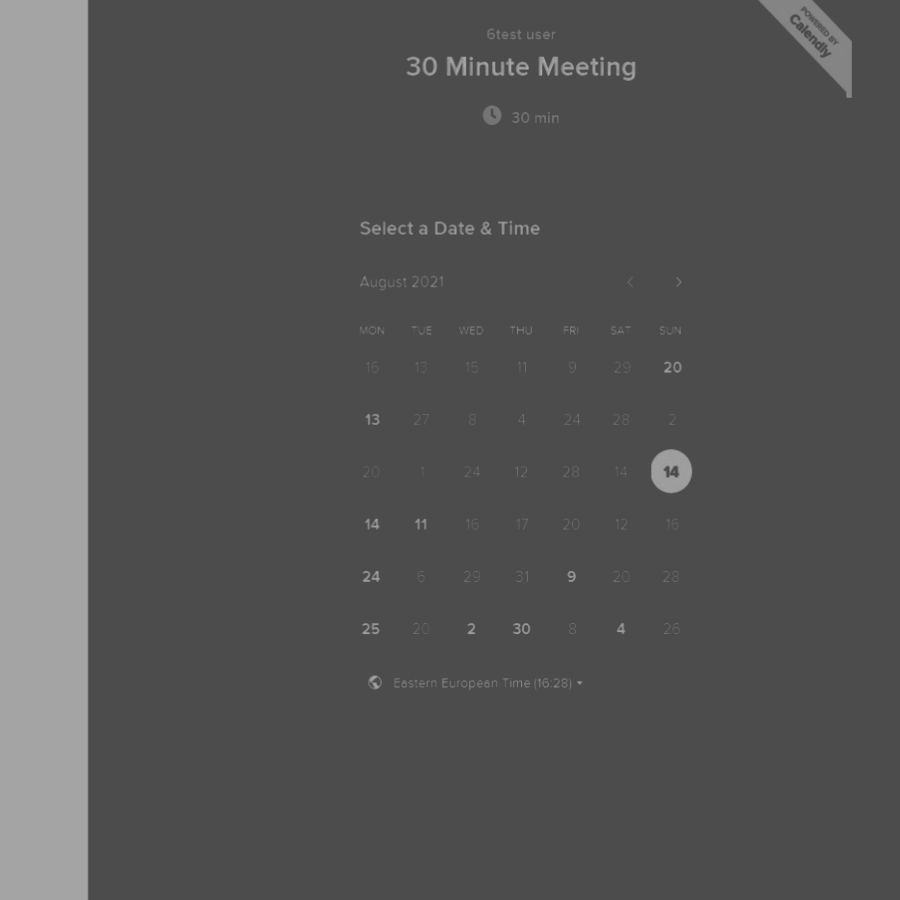 6test user
POWERED BY
Calendly
30 Minute Meeting
30 min
Select a Date & Time
August 2021
MON TUE WED THU FRI SAT SUN
16 13 15 11 9 29 20
13 27 8 4 24 28 2
20 1 24 12 28 14 14
14 11 16 17 20 12 16
24 6 29 31 9 20 28
25 20 2 30 8 4 26
Eastern European Time (16:28)